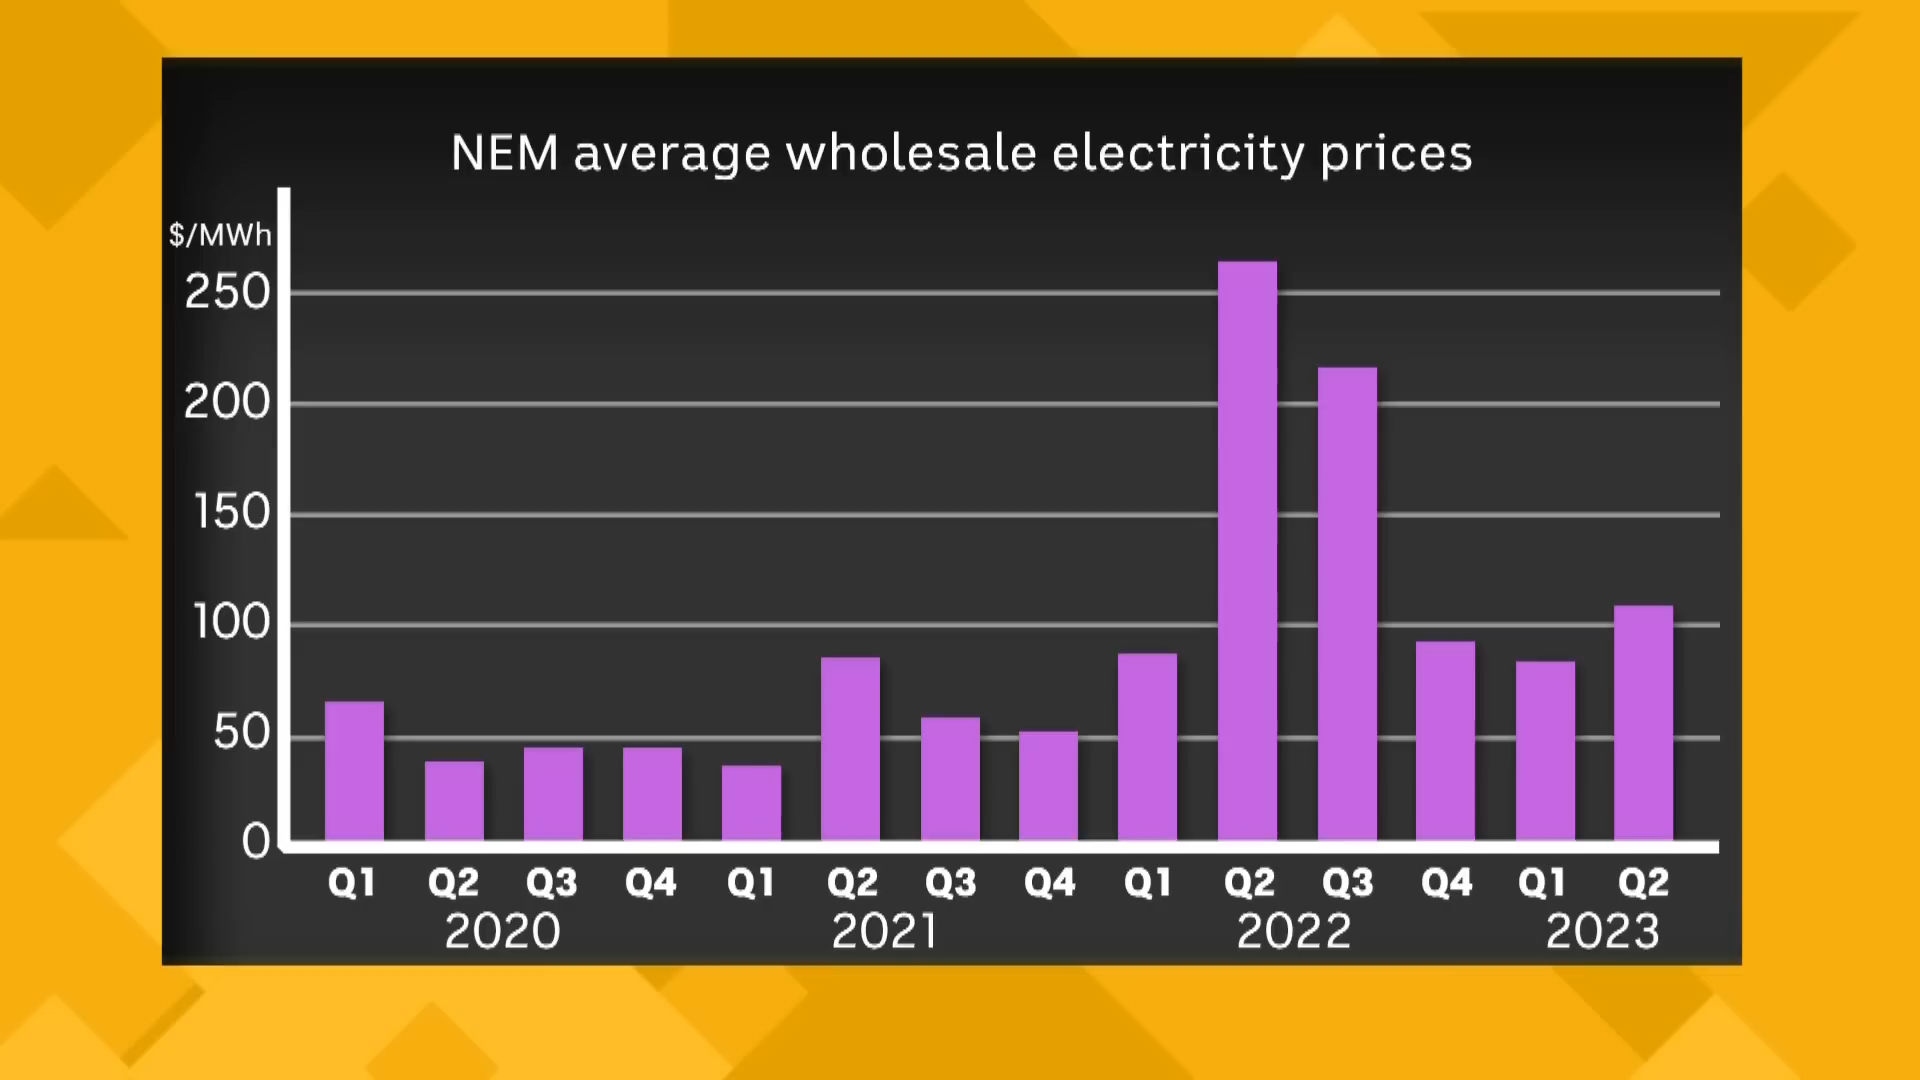 NEM average wholesale electricity prices
$/MWh
250
200
150
100
50
0
Q1 Q2 Q3 Q4 Q1 Q2 Q3 Q4 Q1 Q2 Q3 Q4 Q1 Q2
2020 2021 2022 2023